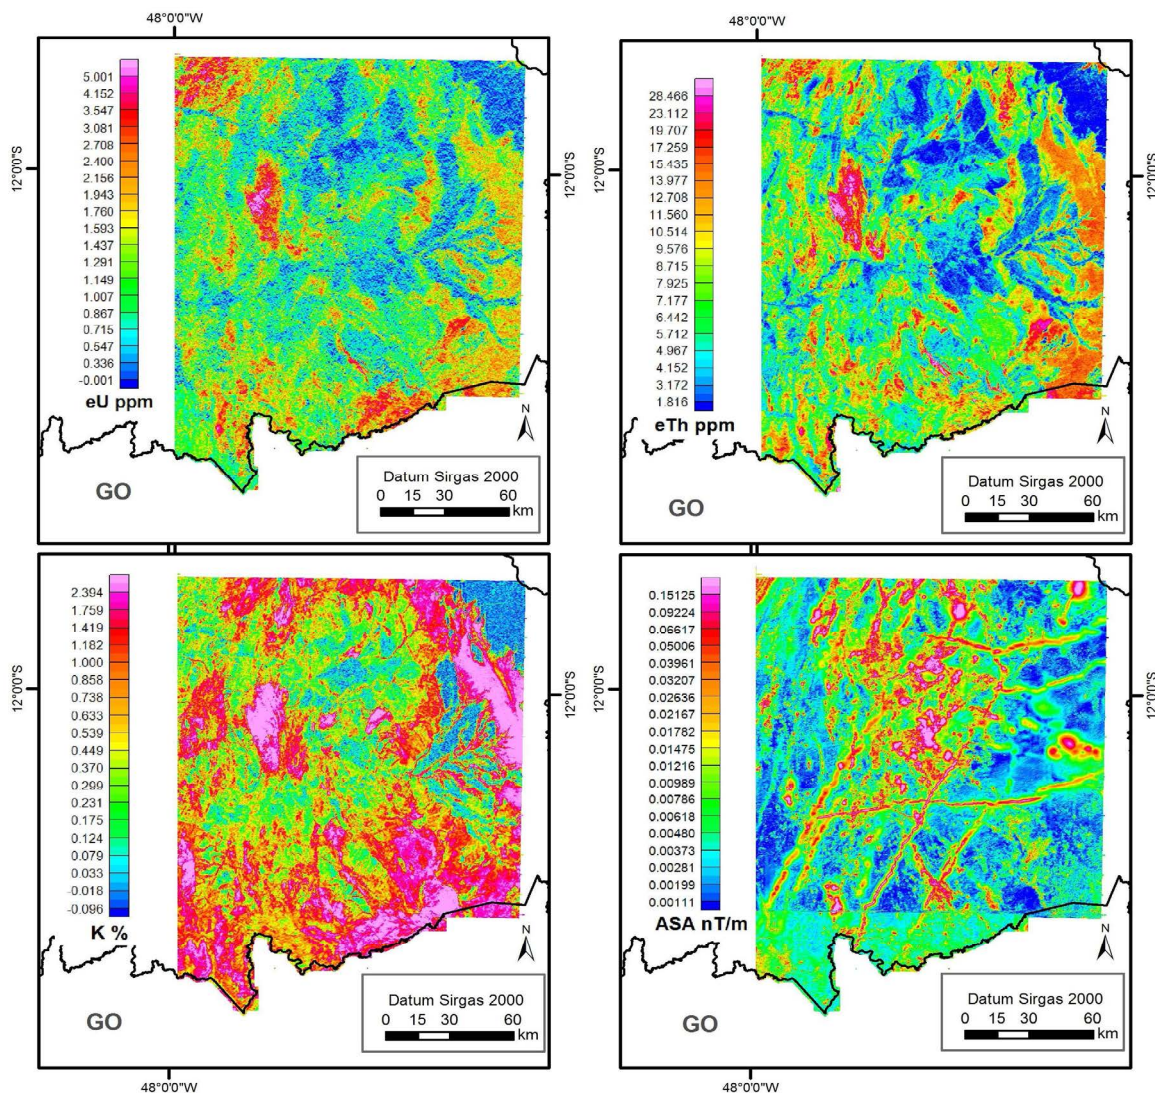 48°0'0"W
48°0'0"W
12°0'0"S
5.001
4.152
3.547
3.081
2.708
2.400
2.156
1.943
1.760
1.593
1.437
1.291
1.149
1.007
0.867
0.715
0.547
0.336
-0.001
eU ppm
GO
N
Datum Sirgas 2000
0 15 30 60
km
12°0'0"S
12°0'0"S
28.466
23.112
19.707
17.259
15.435
13.977
12.708
11.560
10.514
9.576
8.715
7.925
7.177
6.442
5.712
4.967
4.152
3.172
1.816
eTh ppm
GO
N
Datum Sirgas 2000
0 15 30 60
km
12°0'0"S
12°0'0"S
2.394
1.759
1.419
1.182
1.000
0.858
0.738
0.633
0.539
0.449
0.370
0.299
0.231
0.175
0.124
0.079
0.033
-0.018
-0.096
K %
GO
N
Datum Sirgas 2000
0 15 30 60
km
12°0'0"S
12°0'0"S
0.15125
0.09224
0.06617
0.05006
0.03961
0.03207
0.02636
0.02167
0.01782
0.01475
0.01216
0.00989
0.00786
0.00618
0.00480
0.00373
0.00281
0.00199
0.00111
ASA nT/m
GO
N
Datum Sirgas 2000
0 15 30 60
km
12°0'0"S
48°0'0"W
48°0'0"W